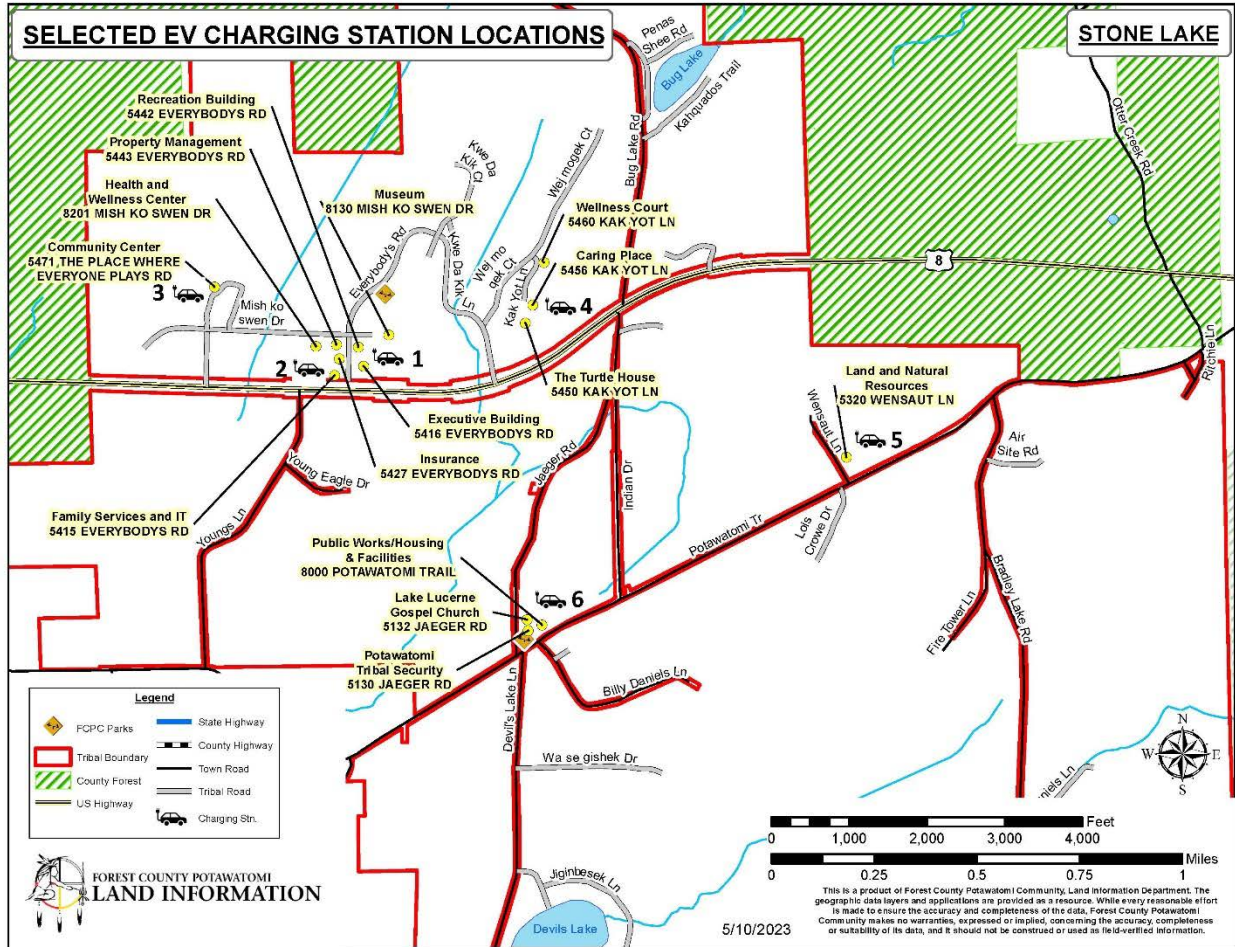 SELECTED EV CHARGING STATION LOCATIONS
STONE LAKE
Penas
Shee Rd
Bug Lake
Kahquados Trail
Otter Creek Rd
Recreation Building
5442 EVERYBODYS RD
Property Management
5443 EVERYBODYS RD
Health and
Wellness Center
8201 MISH KO SWEN DR
Community Center
5471 THE PLACE WHERE
EVERYONE PLAYS RD
Museum
8130 MISH KO SWEN DR
Kwe Da
Kik Ct
Wej mogek Ct
Bug Lake Rd
Wellness Court
5460 KAK YOT LN
Caring Place
5456 KAK YOT LN
8
Everybody's Rd
Kwe Da Kik
Ln
Wej mo
qek Ct
Kak Yot Ln
3
Mish ko
swen Dr
4
1
2
The Turtle House
5450 KAK YOT LN
Ritchie Ln
Land and Natural
Resources
5320 WENSAUT LN
Wensaut Ln
5
Executive Building
5416 EVERYBODYS RD
Insurance
5427 EVERYBODYS RD
Young Eagle Dr
Youngs Ln
Jaeger Rd
Indian Dr
Air
Site Rd
Family Services and IT
5415 EVERYBODYS RD
Potawatomi Tr
Lois
Crowe Dr
Public Works/Housing
& Facilities
8000 POTAWATOMI TRAIL
6
Lake Lucerne
Gospel Church
5132 JAEGER RD
Potawatomi
Tribal Security
5130 JAEGER RD
Fire Tower Ln
Bradley Lake Rd
Billy Daniels Ln
Devil's Lake Ln
Wa se gishek Dr
niels Ln
Legend
FCPC Parks
Tribal Boundary
County Forest
US Highway
State Highway
County Highway
Town Road
Tribal Road
Charging Stn.
N
W
E
S
Feet
0 1,000 2,000 3,000 4,000
Miles
0 0.25 0.5 0.75 1
FOREST COUNTY POTAWATOMI
LAND INFORMATION
Jiginbesek Ln
Devils Lake
5/10/2023
This is a product of Forest County Potawatomi Community, Land Information Department. The
geographic data layers and applications are provided as a resource. While every reasonable effort
is made to ensure the accuracy and completeness of the data, Forest County Potawatomi
Community makes no warranties, expressed or implied, concerning the accuracy, completeness
or suitability of its data, and it should not be construed or used as field-verified information.